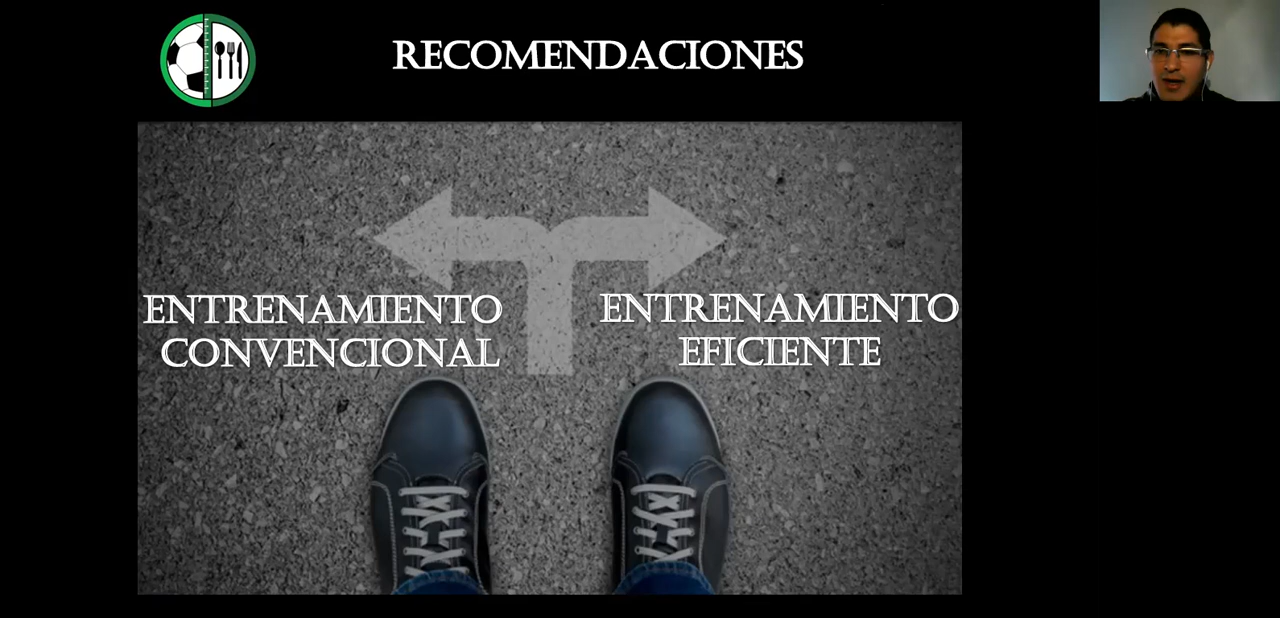 RECOMENDACIONES
ENTRENAMIENTO
CONVENCIONAL
ENTRENAMIENTO
EFICIENTE